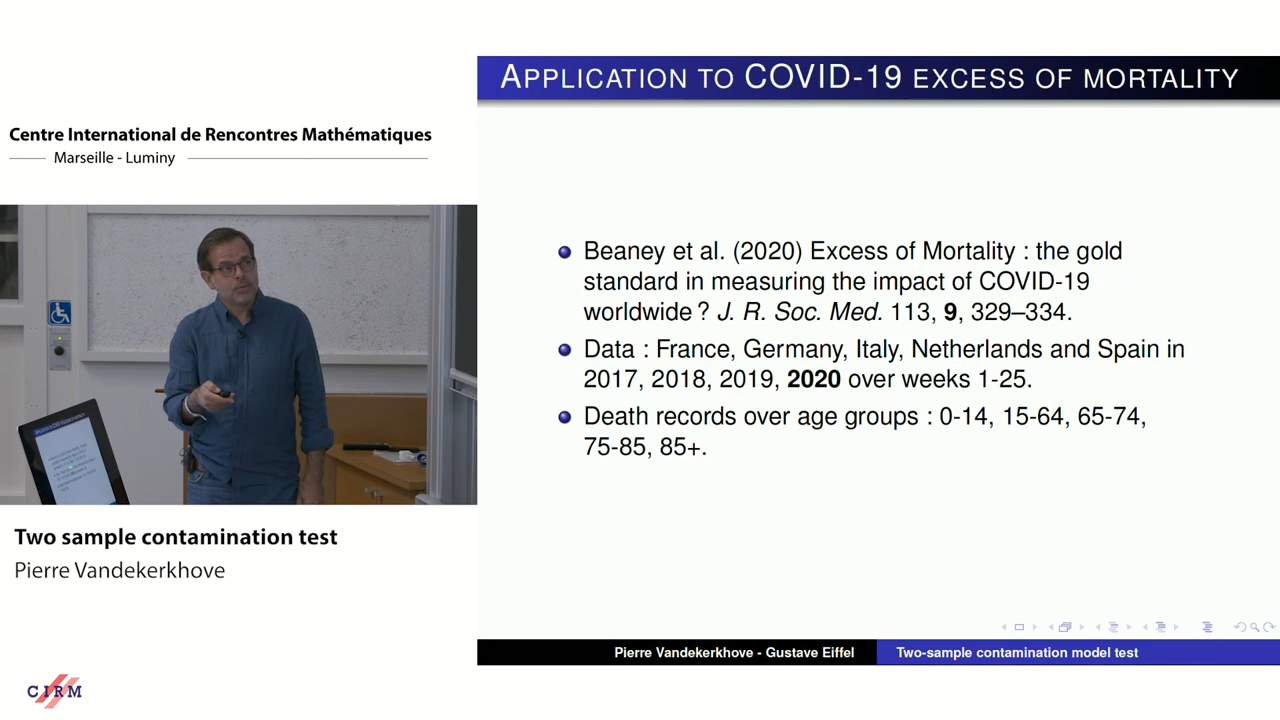 Centre International de Rencontres Mathématiques
Marseille - Luminy
Two sample contamination test
Pierre Vandekerkhove
CIRM
APPLICATION TO COVID-19 EXCESS OF MORTALITY
Beaney et al. (2020) Excess of Mortality : the gold
standard in measuring the impact of COVID-19
worldwide ? J. R. Soc. Med. 113, 9, 329–334.
Data : France, Germany, Italy, Netherlands and Spain in
2017, 2018, 2019, 2020 over weeks 1-25.
Death records over age groups : 0-14, 15-64, 65-74,
75-85, 85+.
Pierre Vandekerkhove - Gustave Eiffel
Two-sample contamination model test